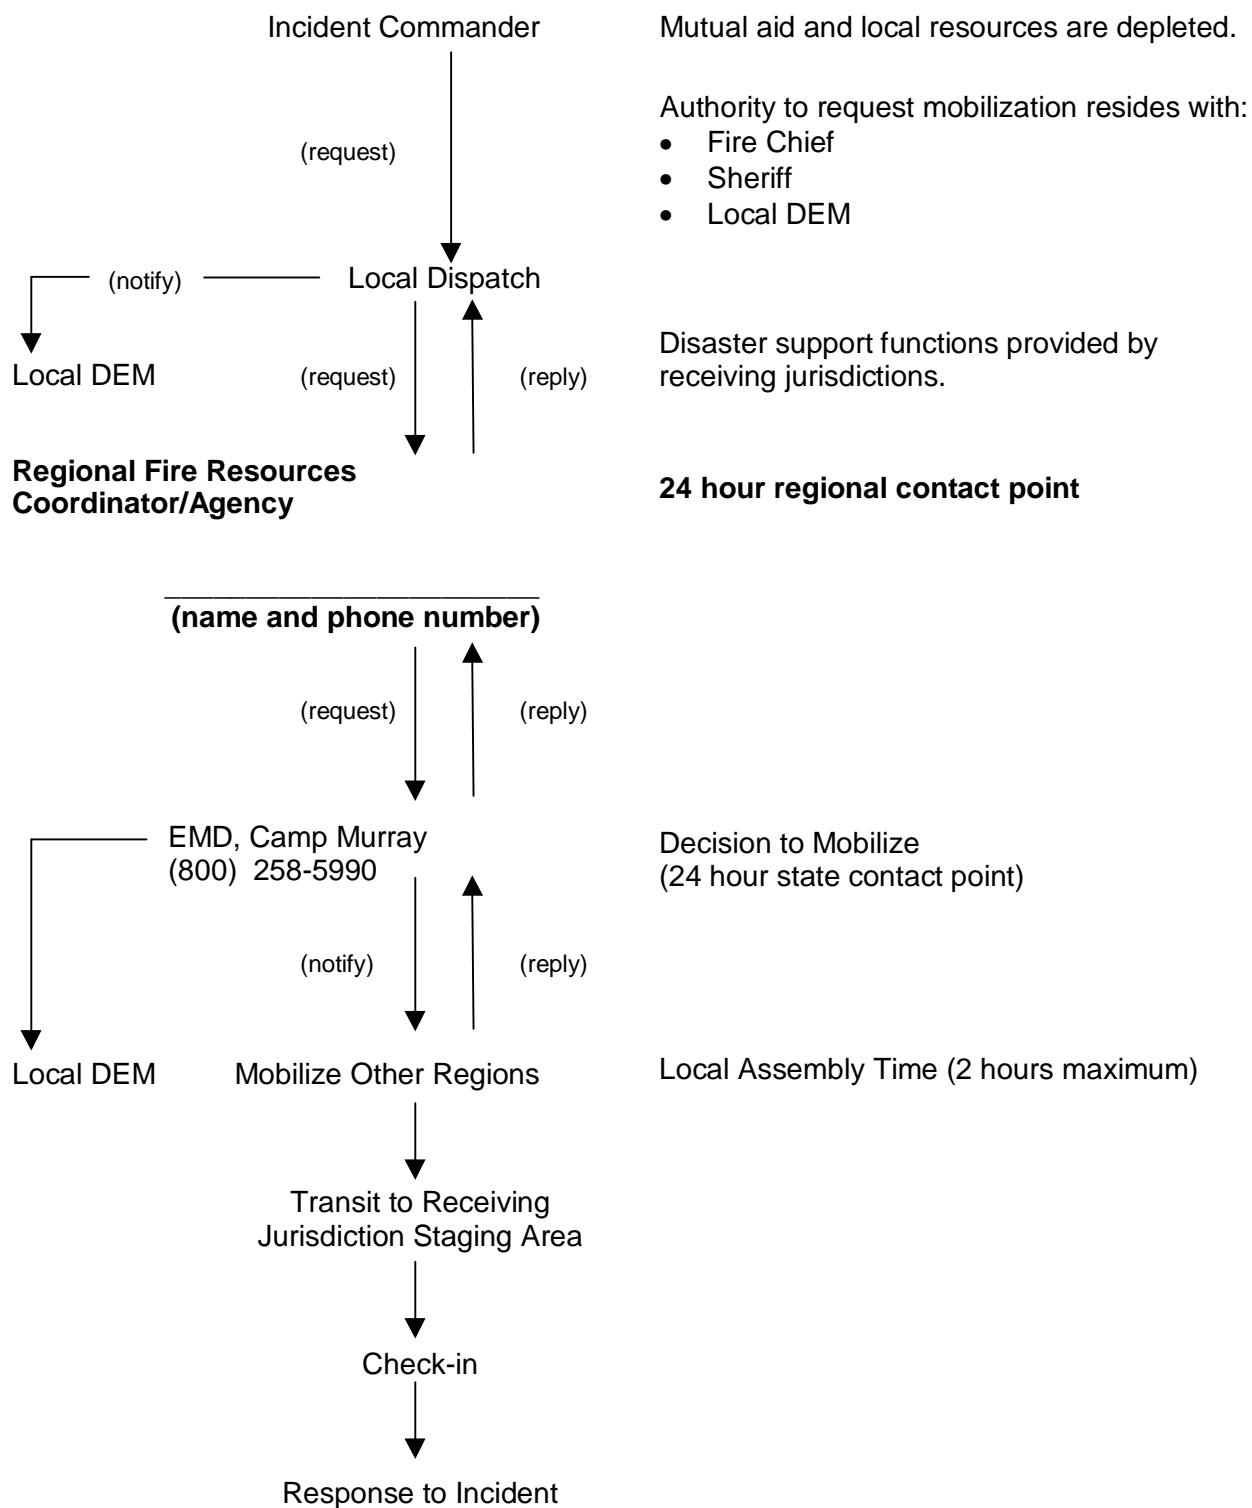 Incident Commander
Mutual aid and local resources are depleted.
Authority to request mobilization resides with:
(request)
• Fire Chief
• Sheriff
• Local DEM
(notify)
Local Dispatch
Disaster support functions provided by
receiving jurisdictions.
Local DEM
(request)
(reply)
Regional Fire Resources
Coordinator/Agency
24 hour regional contact point
(name and phone number)
(request)
(reply)
EMD, Camp Murray
(800) 258-5990
Decision to Mobilize
(24 hour state contact point)
(notify)
(reply)
Local DEM
Mobilize Other Regions
Local Assembly Time (2 hours maximum)
Transit to Receiving
Jurisdiction Staging Area
Check-in
Response to Incident